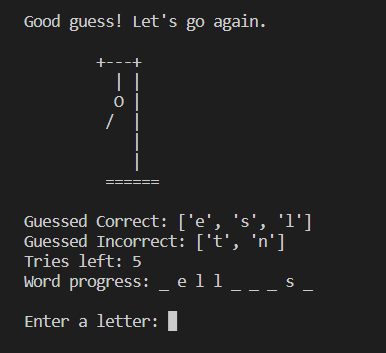 Good guess! Let's go again.
+---+
| |
O |
/ |
|
|
======
Guessed Correct: ['e', 's', 'l']
Guessed Incorrect: ['t', 'n']
Tries left: 5
Word progress: _ e l l _ _ _ s _
Enter a letter: